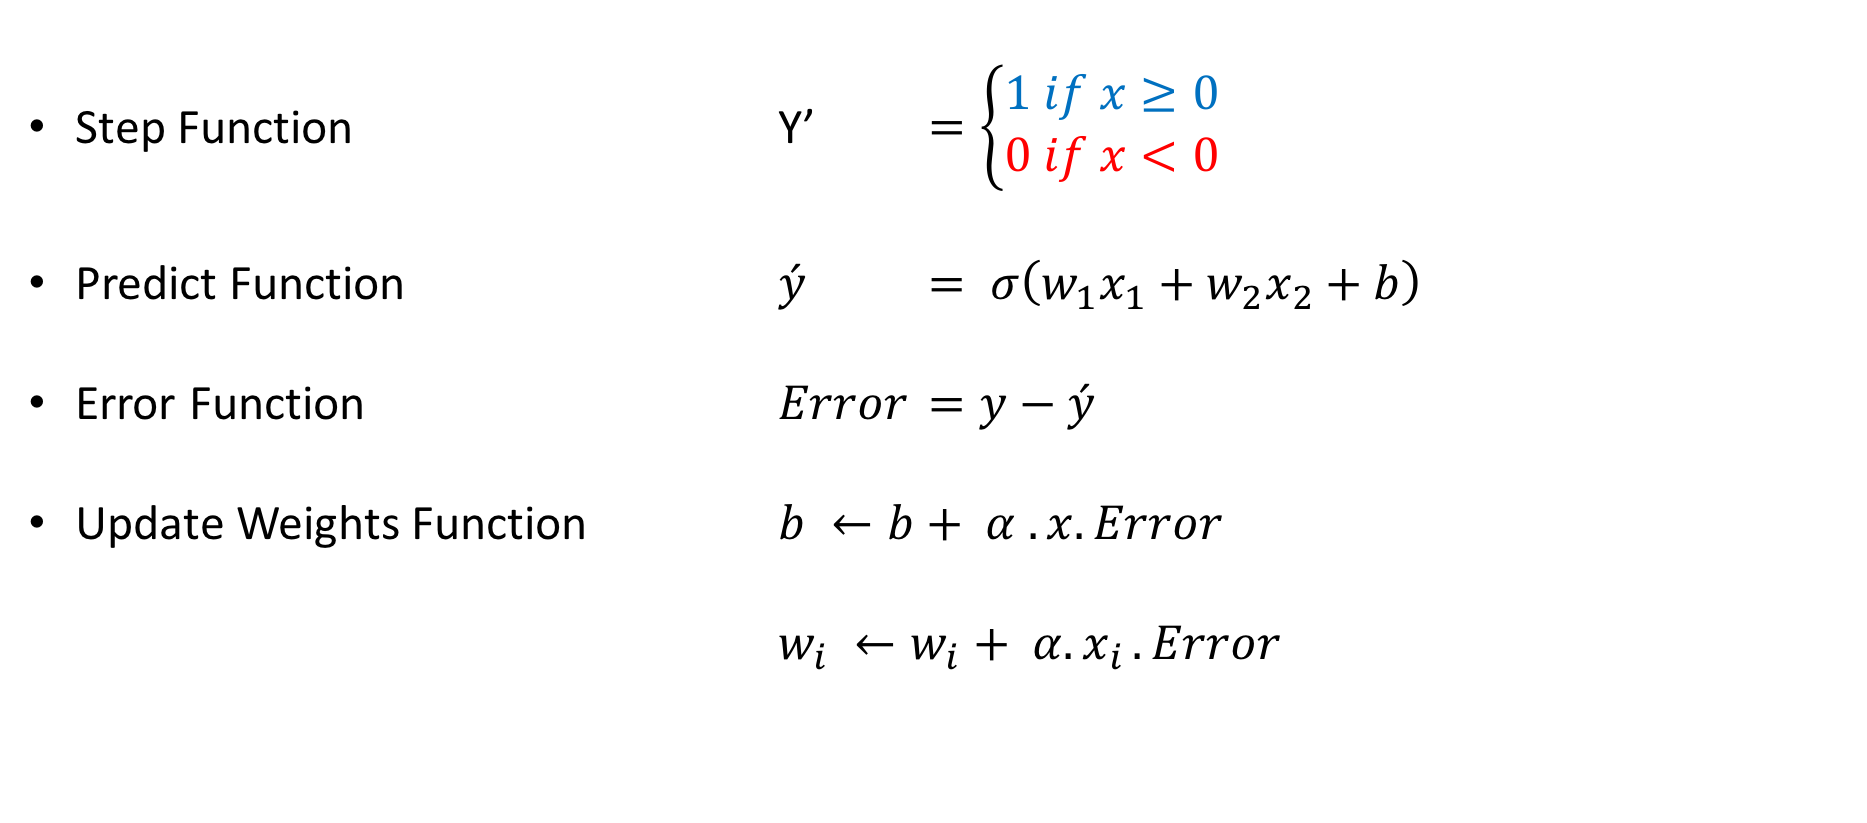 • Step Function Y’ = {1 if x ≥ 0
0 if x < 0
• Predict Function ý = σ(w₁x₁ + w₂x₂ + b)
• Error Function Error = y − ý
• Update Weights Function b ← b + α .x. Error
wᵢ ← wᵢ + α. xᵢ . Error